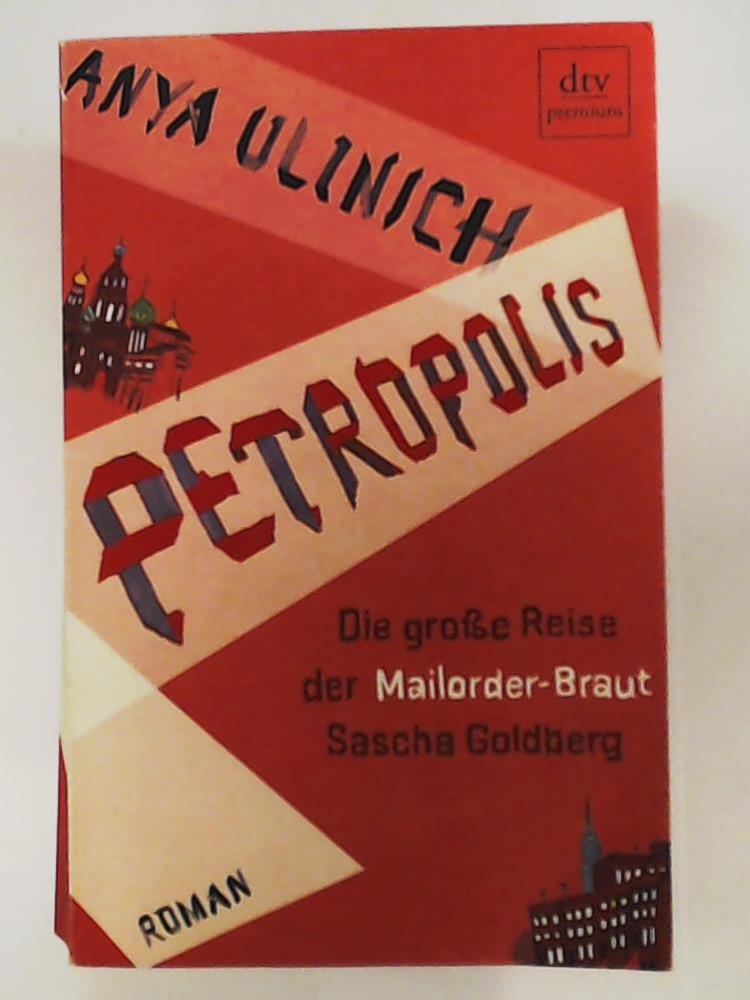 ANYA ULINICH
dtv
premium
PETROPOLIS
Die große Reise
der Mailorder-Braut
Sascha Goldberg
ROMAN